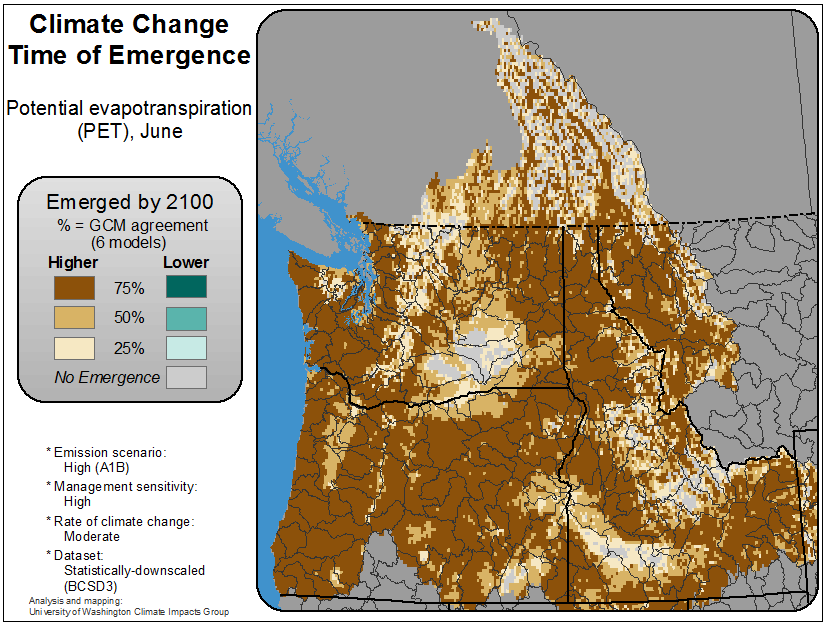 Climate Change
Time of Emergence
Potential evapotranspiration
(PET), June
Emerged by 2100
% = GCM agreement
(6 models)
Higher Lower
75%
50%
25%
No Emergence
* Emission scenario:
High (A1B)
* Management sensitivity:
High
* Rate of climate change:
Moderate
* Dataset:
Statistically-downscaled
(BCSD3)
Analysis and mapping:
University of Washington Climate Impacts Group